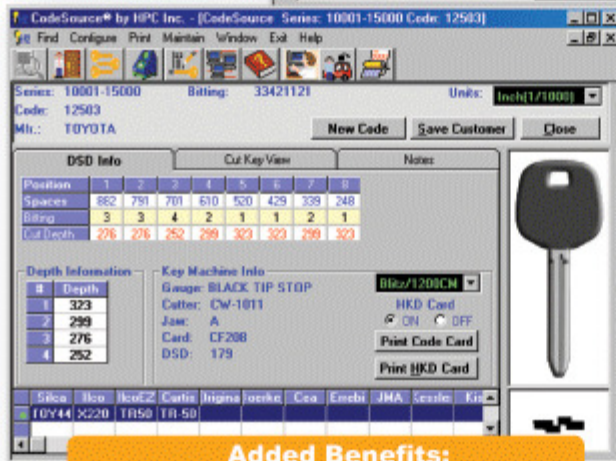 CodeSource® by HPC Inc. - [CodeSource Series: 10001-15000 Code: 12503]
Find Configure Print Maintain Window Exit Help
Series: 10001-15000 Bitting: 33421121 Units: Inch(1/1000)
Code: 12503
Mfr.: TOYOTA New Code Save Customer Close
DSD Info Cut Key View Notes
Position 1 2 3 4 5 6 7 8
Spaces 882 791 701 610 520 429 339 248
Bitting 3 3 4 2 1 1 2 1
Cut Depth 276 276 252 299 323 323 299 323
Depth Information Key Machine Info
# Depth Gauge: BLACK TIP STOP Blitz/1200CM
1 323 Cutter: CW-1011 HKD Card
2 299 Jaw: A ON OFF
3 276 Card: CF208 Print Code Card
4 252 DSD: 179 Print HKD Card
Silca Ilco IlcoEZ Curtis Cea Errebi JMA
TOY44 X220 TR50 TR-50
Added Benefits: